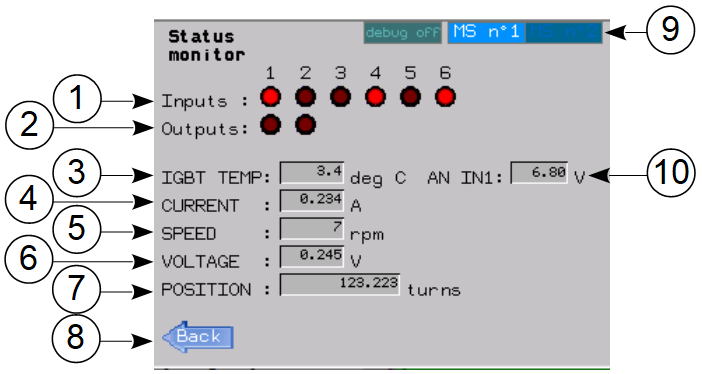 Status monitor
debug off MS n°1
9
1 2 3 4 5 6
1 Inputs :
2 Outputs:
3 IGBT TEMP: 3.4 deg C AN IN1: 6.80 V 10
4 CURRENT : 0.234 A
5 SPEED : 7 rpm
6 VOLTAGE : 0.245 V
7 POSITION : 123.223 turns
8 Back